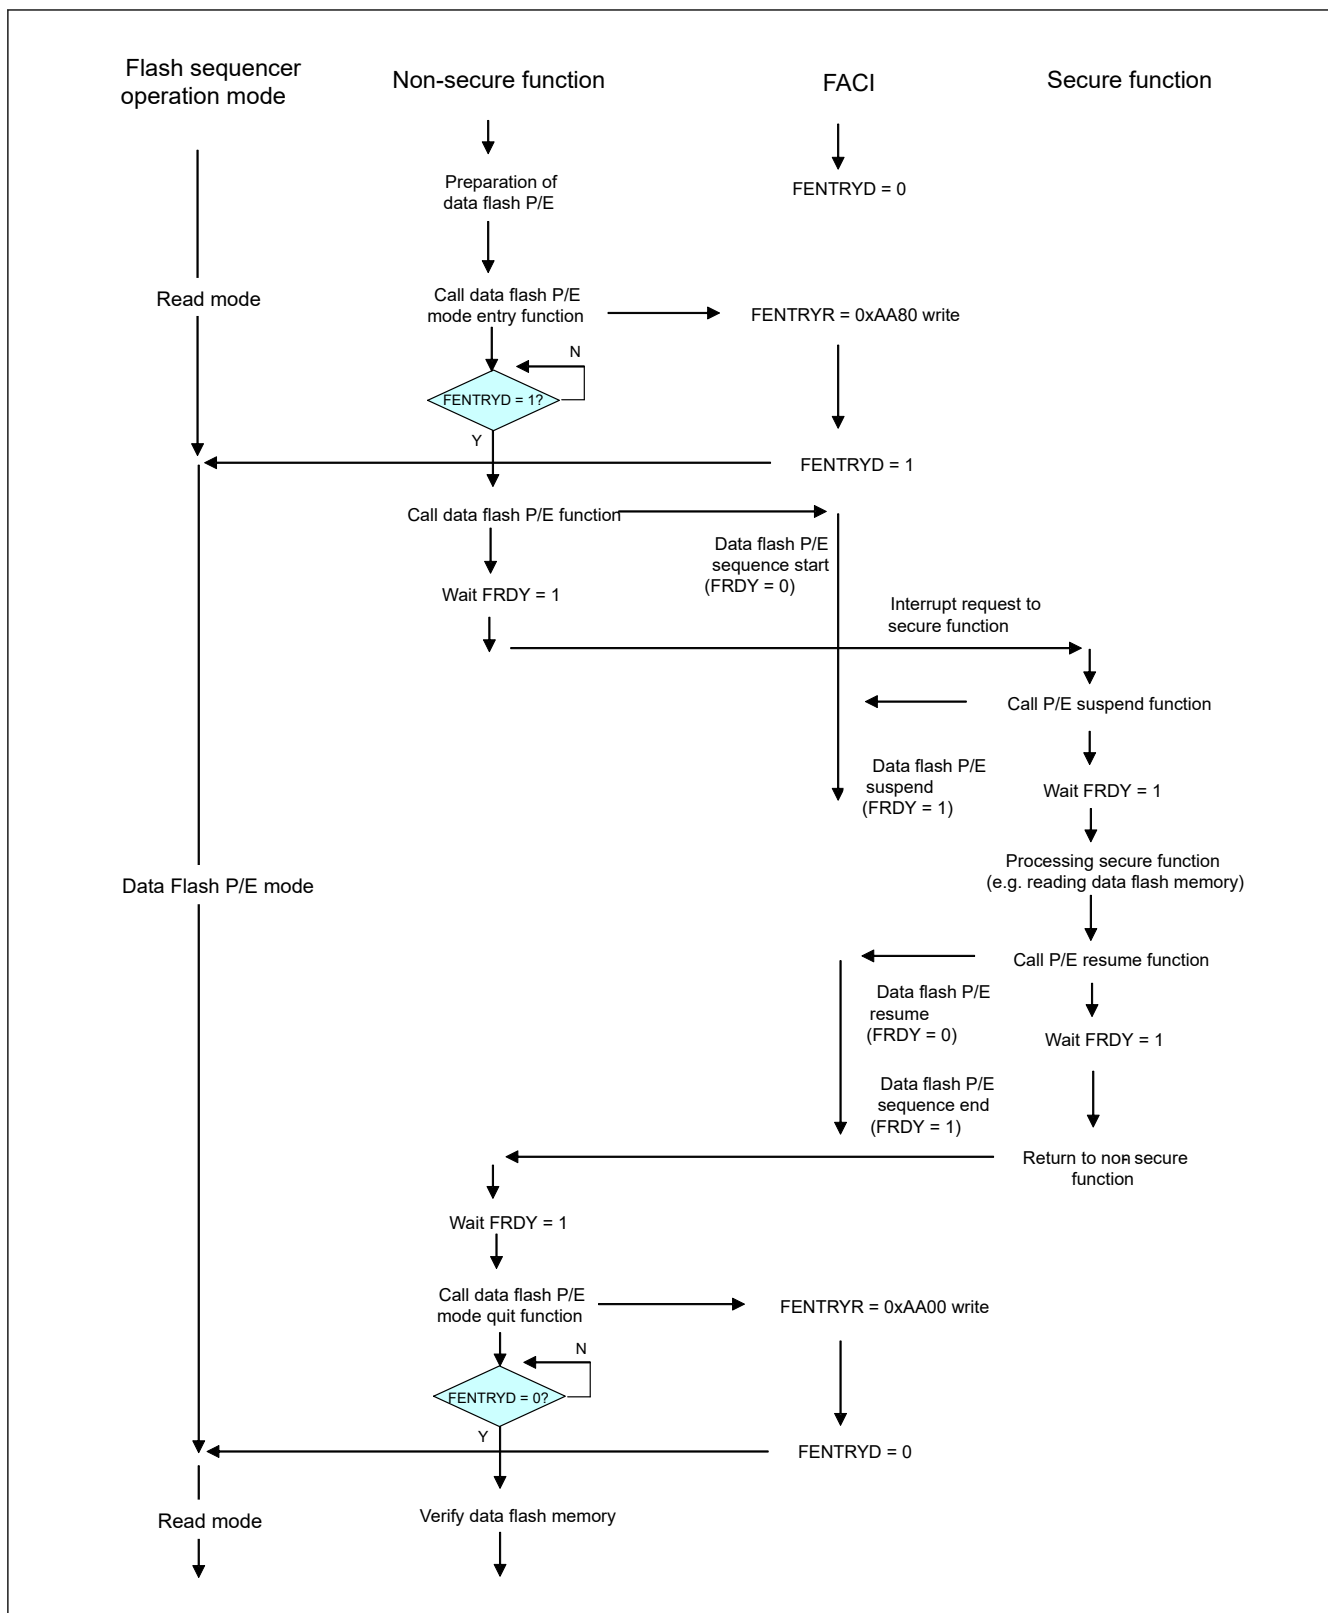 Flash sequencer
operation mode
Non-secure function
FACI
Secure function
Preparation of
data flash P/E
FENTRYD = 0
Read mode
Call data flash P/E
mode entry function
FENTRYR = 0xAA80 write
N
FENTRYD = 1?
Y
FENTRYD = 1
Call data flash P/E function
Data flash P/E
sequence start
(FRDY = 0)
Wait FRDY = 1
Interrupt request to
secure function
Call P/E suspend function
Data flash P/E
suspend
(FRDY = 1)
Wait FRDY = 1
Processing secure function
(e.g. reading data flash memory)
Data Flash P/E mode
Call P/E resume function
Data flash P/E
resume
(FRDY = 0)
Wait FRDY = 1
Data flash P/E
sequence end
(FRDY = 1)
Return to non secure
function
Wait FRDY = 1
Call data flash P/E
mode quit function
FENTRYR = 0xAA00 write
N
FENTRYD = 0?
Y
FENTRYD = 0
Read mode
Verify data flash memory